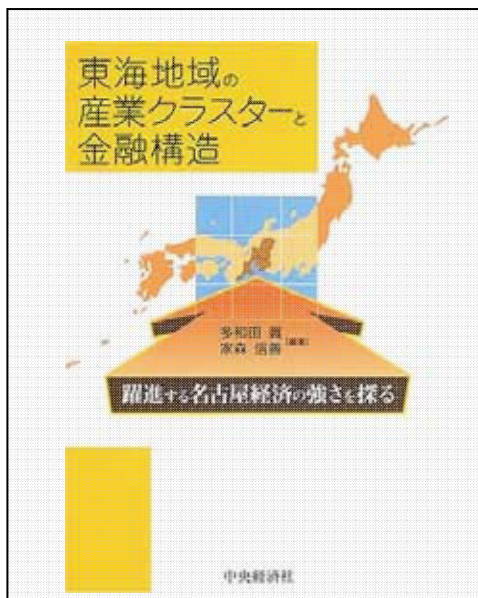 東海地域の
産業クラスターと
金融構造
多和田 眞
家森 信善 [編著]
躍進する名古屋経済の強さを探る
中央経済社